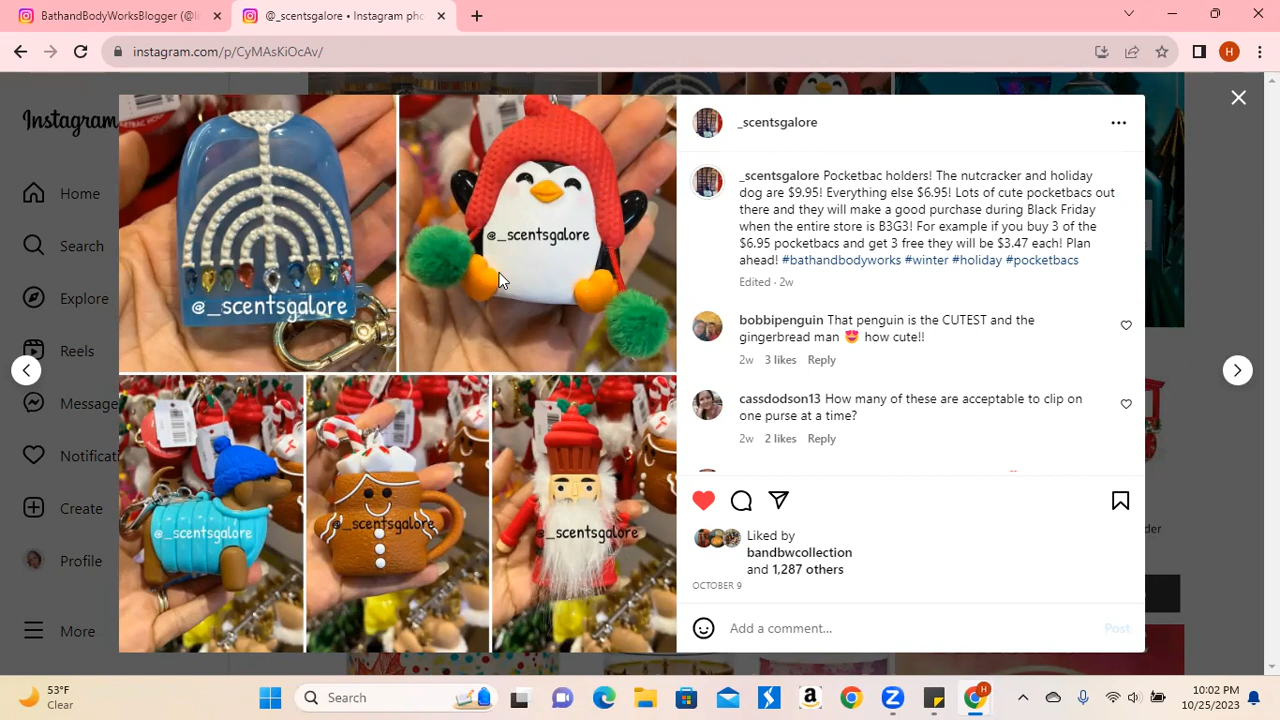 BathandBodyWorksBlogger (@I
@_scentsgalore • Instagram pho
instagram.com/p/CyMAsKiOcAv/
H
Instagram
Home
Search
Explore
Reels
Message
Notificati
Create
Profile
More
@_scentsgalore
@_scentsgalore
@_scentsgalore
@_scentsgalore
@_scentsgalore
_scentsgalore
_scentsgalore Pocketbac holders! The nutcracker and holiday
dog are $9.95! Everything else $6.95! Lots of cute pocketbacs out
there and they will make a good purchase during Black Friday
when the entire store is B3G3! For example if you buy 3 of the
$6.95 pocketbacs and get 3 free they will be $3.47 each! Plan
ahead! #bathandbodyworks #winter #holiday #pocketbacs
Edited · 2w
bobbipenguin That penguin is the CUTEST and the
gingerbread man 😍 how cute!!
2w 3 likes Reply
cassdodson13 How many of these are acceptable to clip on
one purse at a time?
2w 2 likes Reply
Liked by
bandbwcollection
and 1,287 others
OCTOBER 9
Add a comment...
Post
der
53°F
Clear
Search
H
10:02 PM
10/25/2023